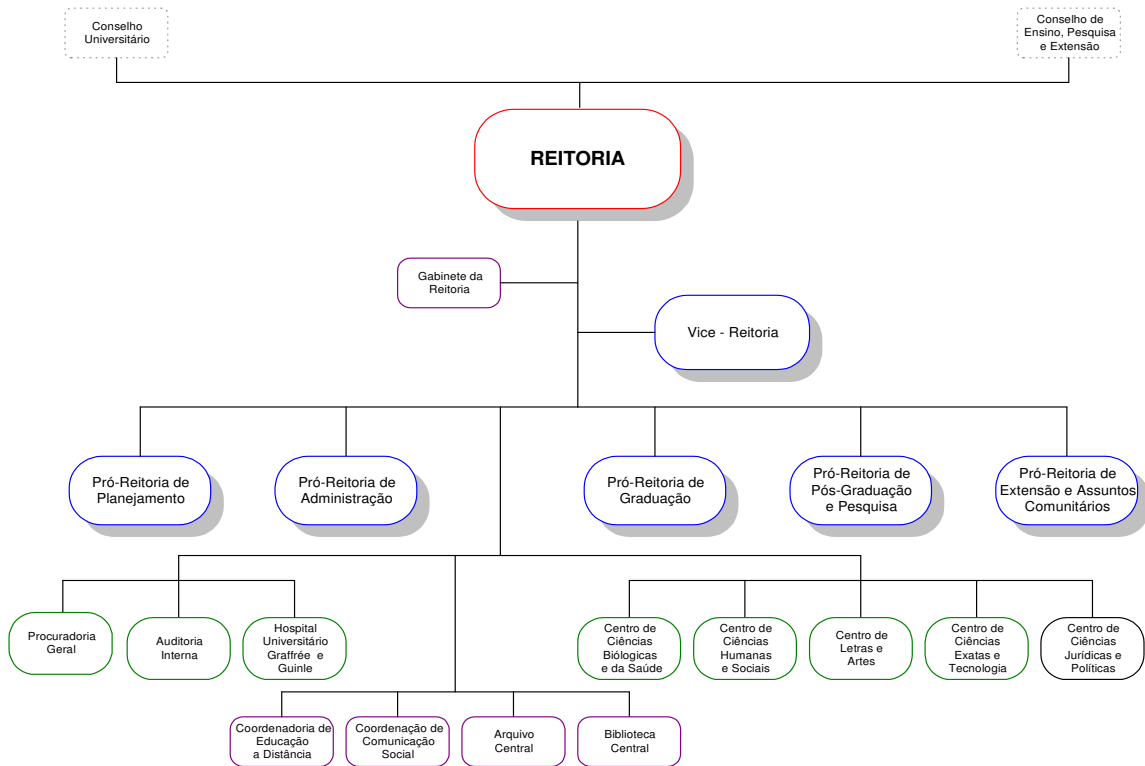 Conselho
Universitário
Conselho de
Ensino, Pesquisa
e Extensão
REITORIA
Gabinete da
Reitoria
Vice - Reitoria
Pró-Reitoria de
Planejamento
Pró-Reitoria de
Administração
Pró-Reitoria de
Graduação
Pró-Reitoria de
Pós-Graduação
e Pesquisa
Pró-Reitoria de
Extensão e Assuntos
Comunitários
Procuradoria
Geral
Auditoria
Interna
Hospital
Universitário
Graffrée e
Guinle
Centro de
Ciências
Biólogicas
e da Saúde
Centro de
Ciências
Humanas
e Sociais
Centro de
Letras e
Artes
Centro de
Ciências
Exatas e
Tecnologia
Centro de
Ciências
Jurídicas e
Políticas
Coordenadoria de
Educação
a Distância
Coordenação de
Comunicação
Social
Arquivo
Central
Biblioteca
Central